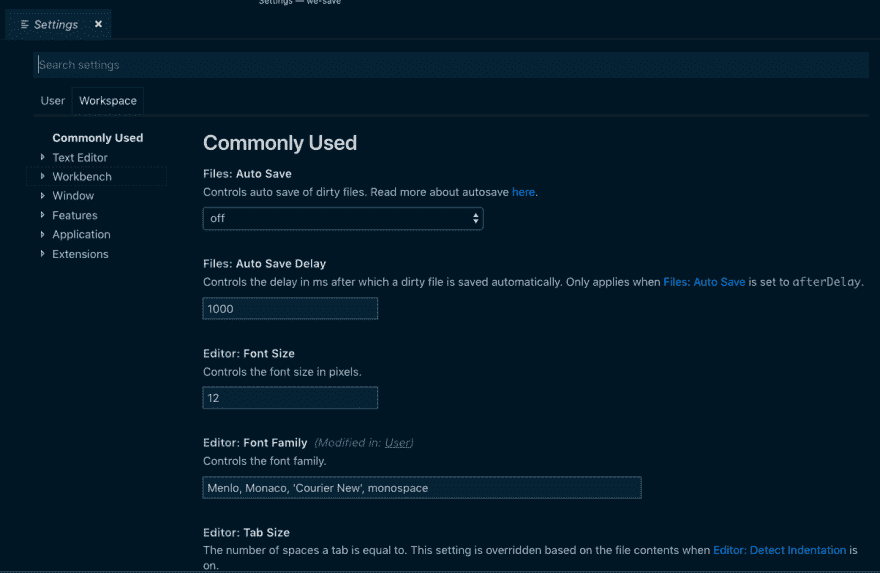 Settings — we-save
Settings
Search settings
User Workspace
Commonly Used
Text Editor
Workbench
Window
Features
Application
Extensions
Commonly Used
Files: Auto Save
Controls auto save of dirty files. Read more about autosave here.
off
Files: Auto Save Delay
Controls the delay in ms after which a dirty file is saved automatically. Only applies when Files: Auto Save is set to afterDelay.
1000
Editor: Font Size
Controls the font size in pixels.
12
Editor: Font Family (Modified in: User)
Controls the font family.
Menlo, Monaco, 'Courier New', monospace
Editor: Tab Size
The number of spaces a tab is equal to. This setting is overridden based on the file contents when Editor: Detect Indentation is
on.